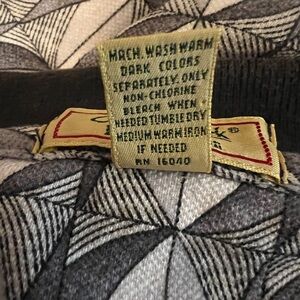 MACH. WASH WARM
DARK COLORS
SEPARATELY. ONLY
NON-CHLORINE
BLEACH WHEN
NEEDED TUMBLE DRY
MEDIUM WARM IRON
IF NEEDED
RN 16040